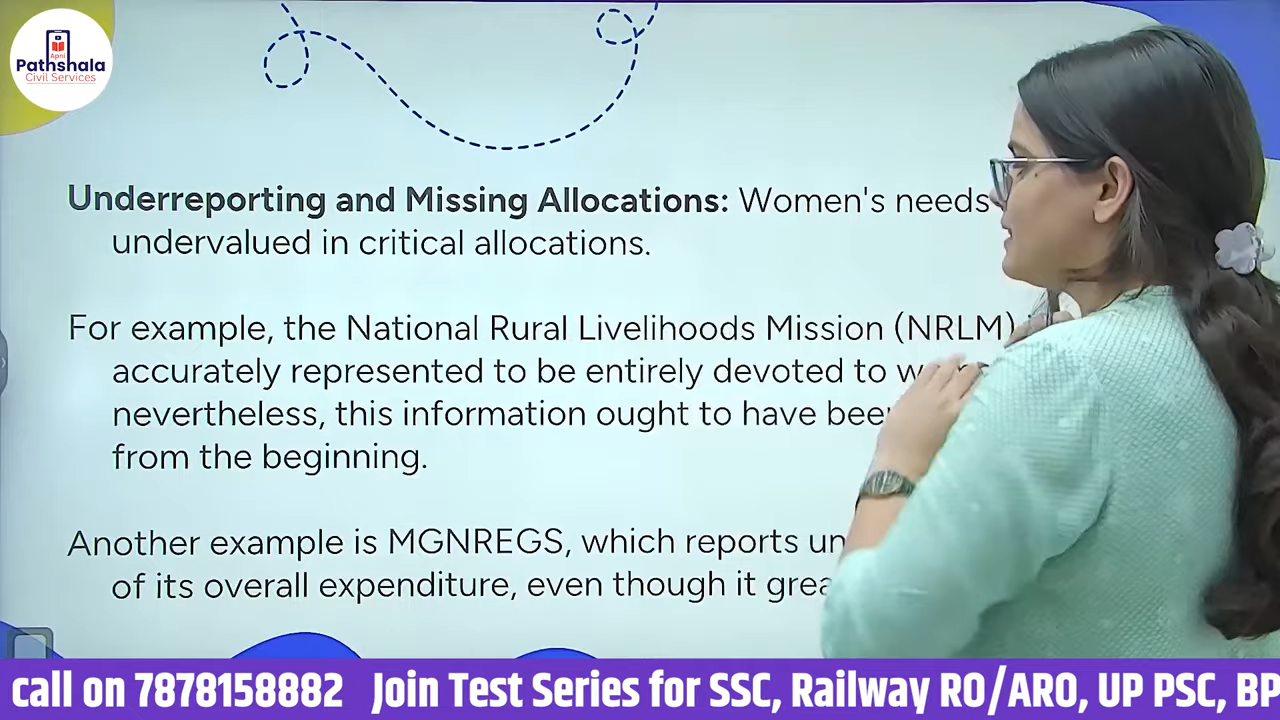 Apni
Pathshala
Civil Services
Underreporting and Missing Allocations: Women's needs
undervalued in critical allocations.
For example, the National Rural Livelihoods Mission (NRLM)
accurately represented to be entirely devoted to
nevertheless, this information ought to have been
from the beginning.
Another example is MGNREGS, which reports
of its overall expenditure, even though it
call on 7878158882 Join Test Series for SSC, Railway RO/ARO, UP PSC, BP